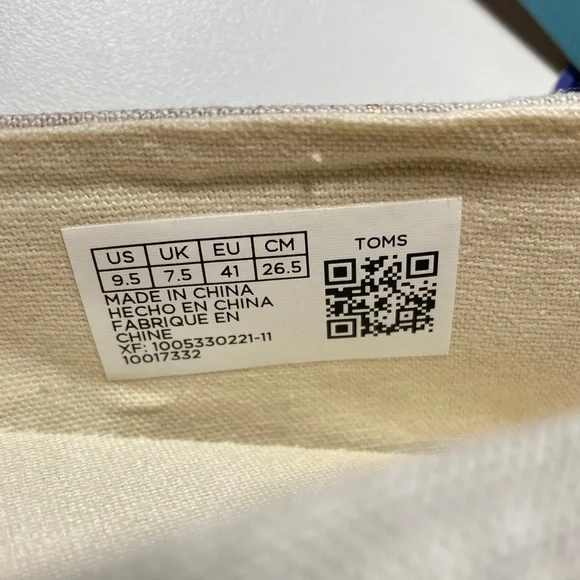 US UK EU CM
9.5 7.5 41 26.5
MADE IN CHINA
HECHO EN CHINA
FABRIQUE EN
CHINE
XF: 1005330221-11
10017332
TOMS